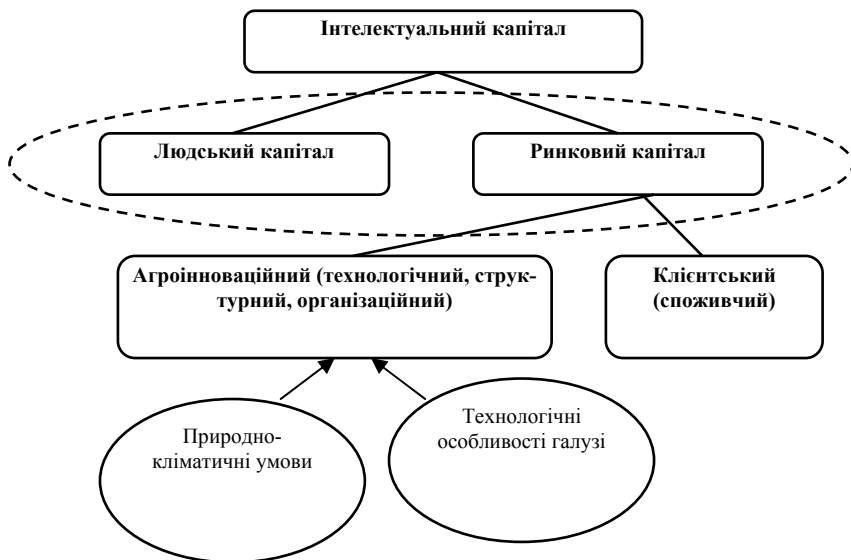 Інтелектуальний капітал
Людський капітал
Ринковий капітал
Агроінноваційний (технологічний, струк-
турний, організаційний)
Клієнтський
(споживчий)
Природно-
кліматичні умови
Технологічні
особливості галузі